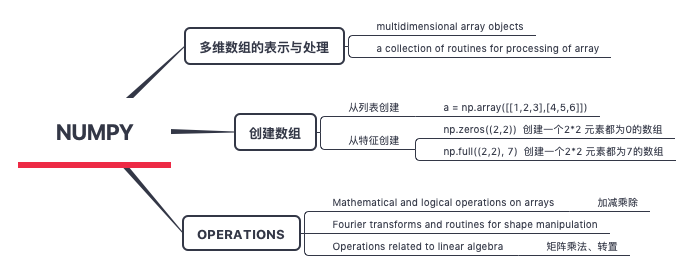 NUMPY
多维数组的表示与处理
multidimensional array objects
a collection of routines for processing of array
创建数组
从列表创建
a = np.array([[1,2,3],[4,5,6]])
从特征创建
np.zeros((2,2)) 创建一个2*2 元素都为0的数组
np.full((2,2), 7) 创建一个2*2 元素都为7的数组
OPERATIONS
Mathematical and logical operations on arrays 加减乘除
Fourier transforms and routines for shape manipulation
Operations related to linear algebra 矩阵乘法、转置